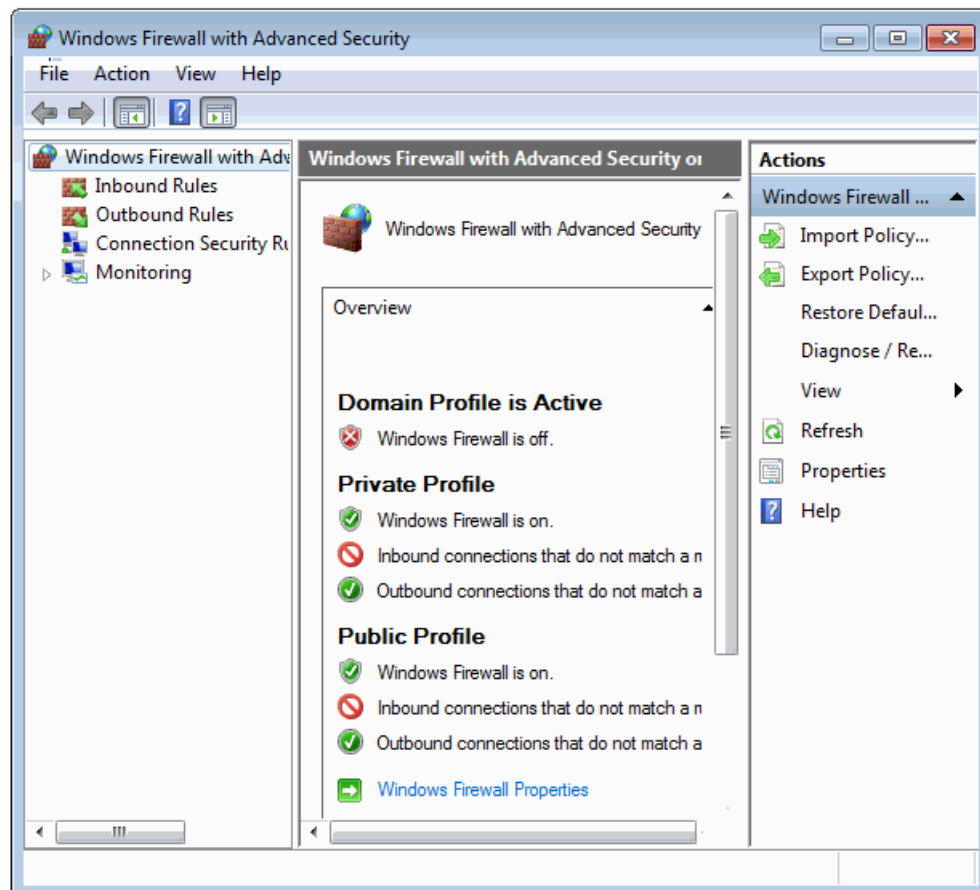 Windows Firewall with Advanced Security
File Action View Help
Windows Firewall with Adv
Inbound Rules
Outbound Rules
Connection Security Ru
Monitoring
Windows Firewall with Advanced Security or
Windows Firewall with Advanced Security
Overview
Domain Profile is Active
Windows Firewall is off.
Private Profile
Windows Firewall is on.
Inbound connections that do not match a r
Outbound connections that do not match a
Public Profile
Windows Firewall is on.
Inbound connections that do not match a r
Outbound connections that do not match a
Windows Firewall Properties
Actions
Windows Firewall ...
Import Policy...
Export Policy...
Restore Defaul...
Diagnose / Re...
View
Refresh
Properties
Help